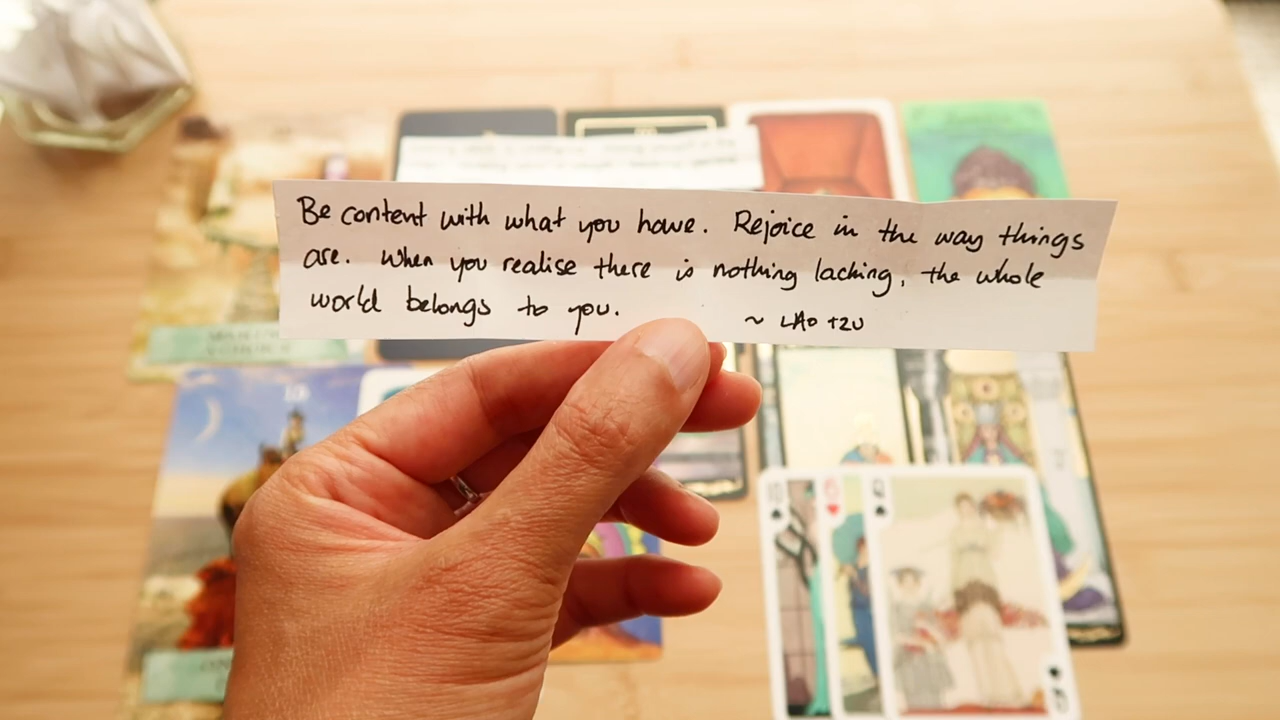 Be content with what you have. Rejoice in the way things
are. When you realise there is nothing lacking, the whole
world belongs to you.
~ LAO TZU
10
Q